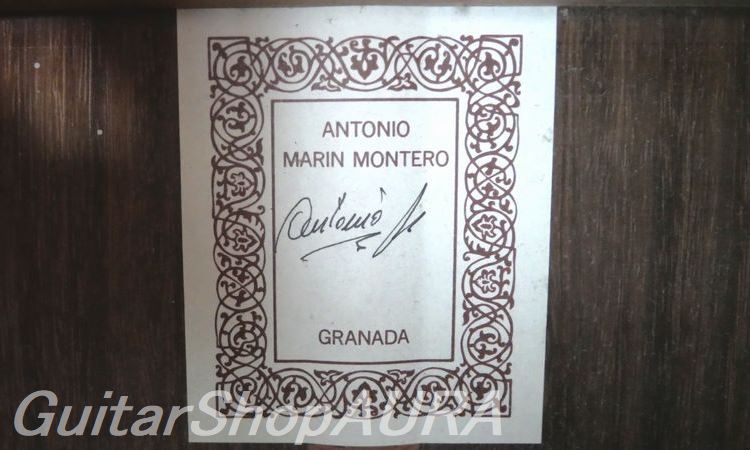 ANTONIO
MARIN MONTERO
Antonio
GRANADA
GuitarShopAURA